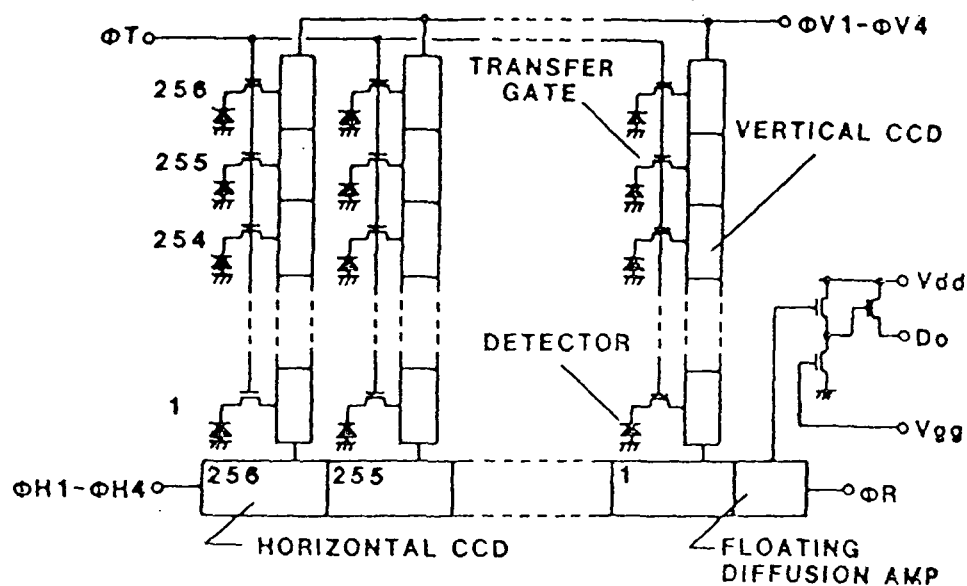 ΦT
ΦV1-ΦV4
TRANSFER
GATE
256
VERTICAL CCD
255
254
Vdd
Do
DETECTOR
1
Vgg
256
255
1
ΦH1-ΦH4
ΦR
HORIZONTAL CCD
FLOATING
DIFFUSION AMP